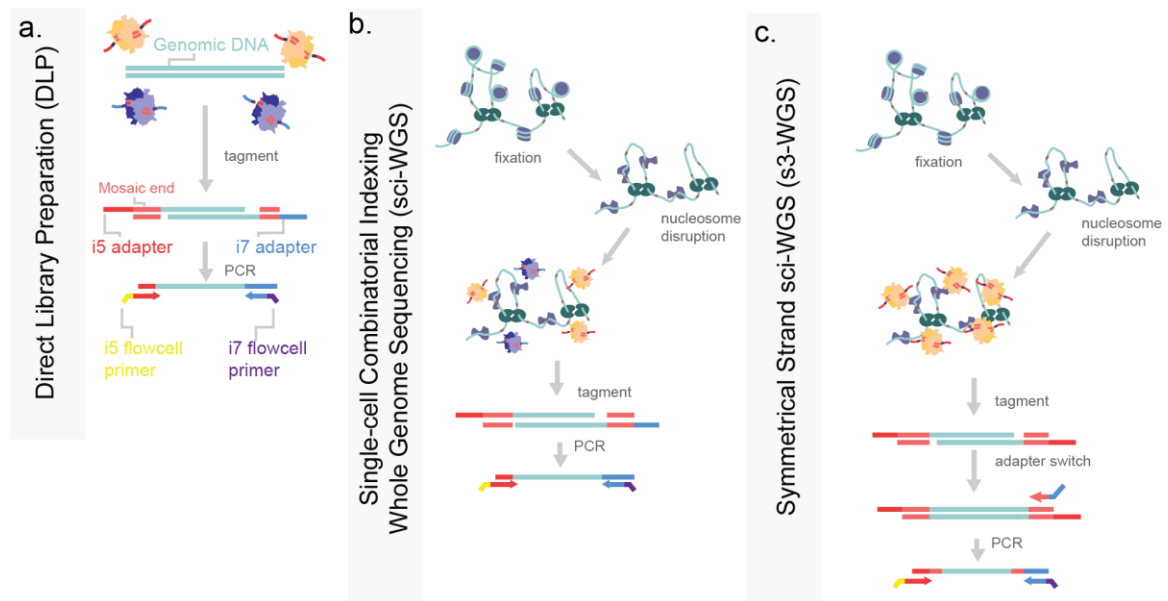 a.
Direct Library Preparation (DLP)
Genomic DNA
tagment
Mosaic end
i5 adapter
i7 adapter
PCR
i5 flowcell
primer
i7 flowcell
primer
b.
Single-cell Combinatorial Indexing
Whole Genome Sequencing (sci-WGS)
fixation
nucleosome
disruption
tagment
PCR
c.
Symmetrical Strand sci-WGS (s3-WGS)
fixation
nucleosome
disruption
tagment
adapter switch
PCR